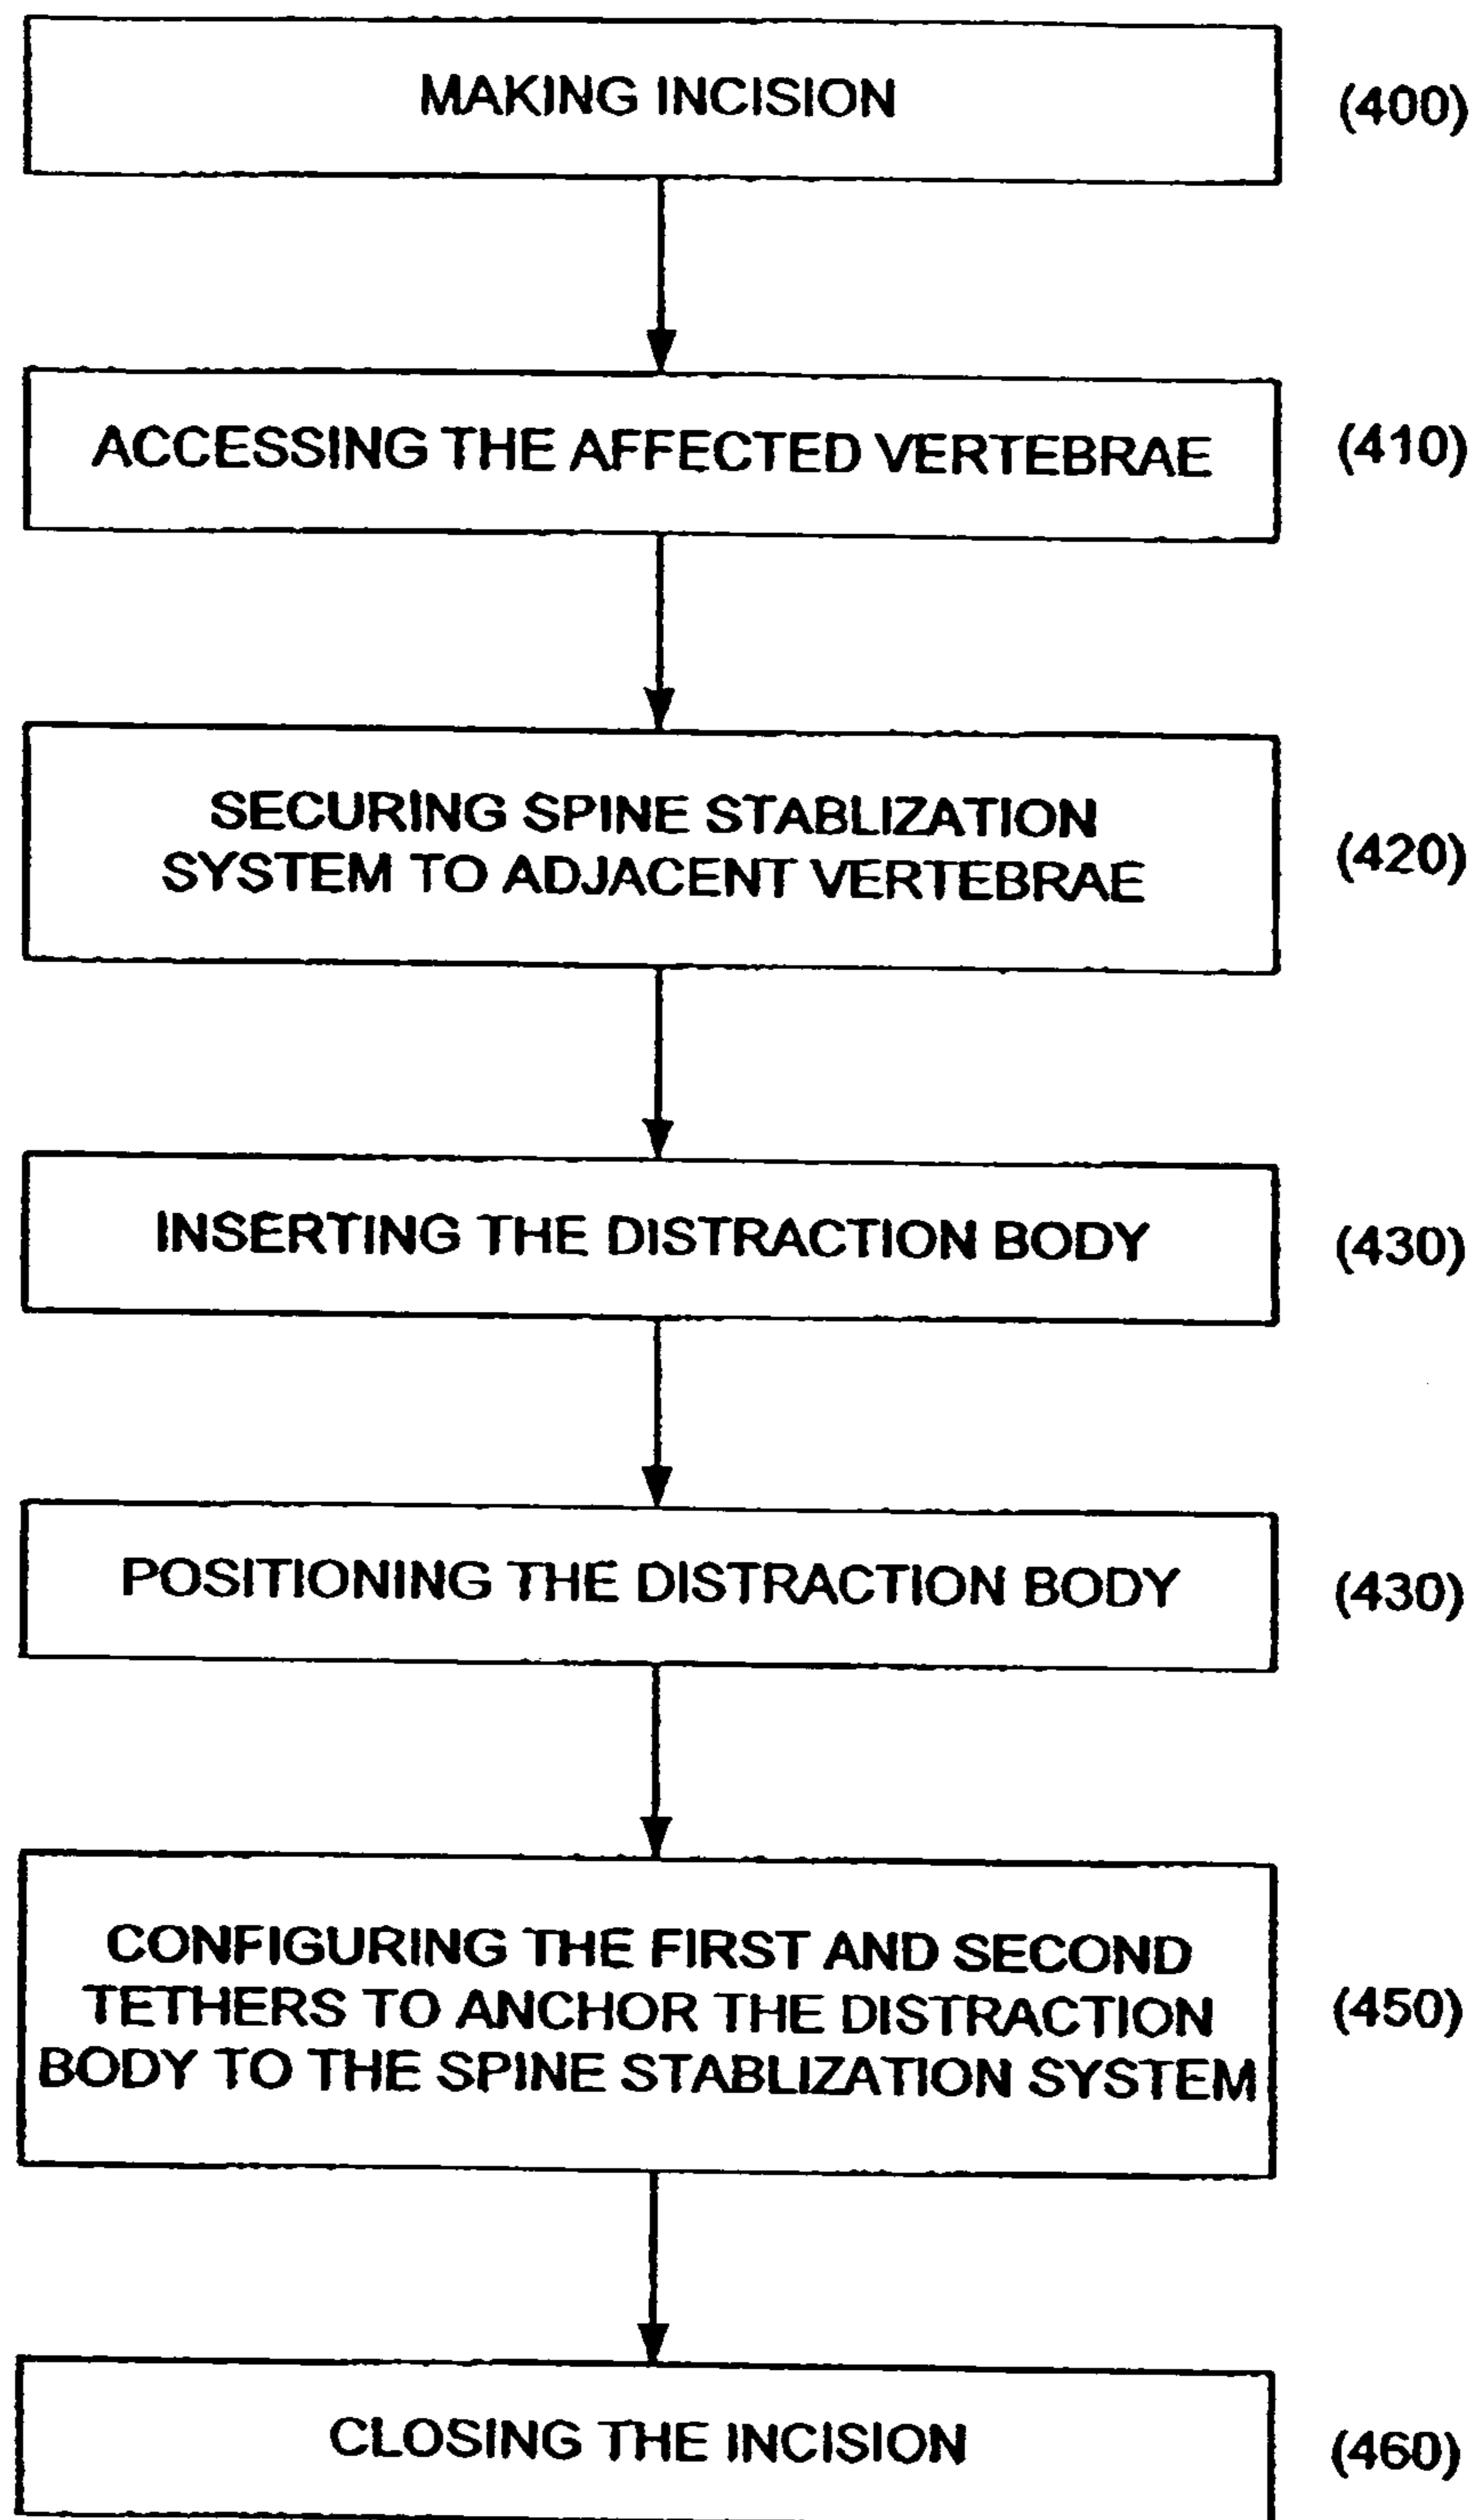 MAKING INCISION (400)
ACCESSING THE AFFECTED VERTEBRAE (410)
SECURING SPINE STABLIZATION
SYSTEM TO ADJACENT VERTEBRAE (420)
INSERTING THE DISTRACTION BODY (430)
POSITIONING THE DISTRACTION BODY (430)
CONFIGURING THE FIRST AND SECOND
TETHERS TO ANCHOR THE DISTRACTION (450)
BODY TO THE SPINE STABLIZATION SYSTEM
CLOSING THE INCISION (460)